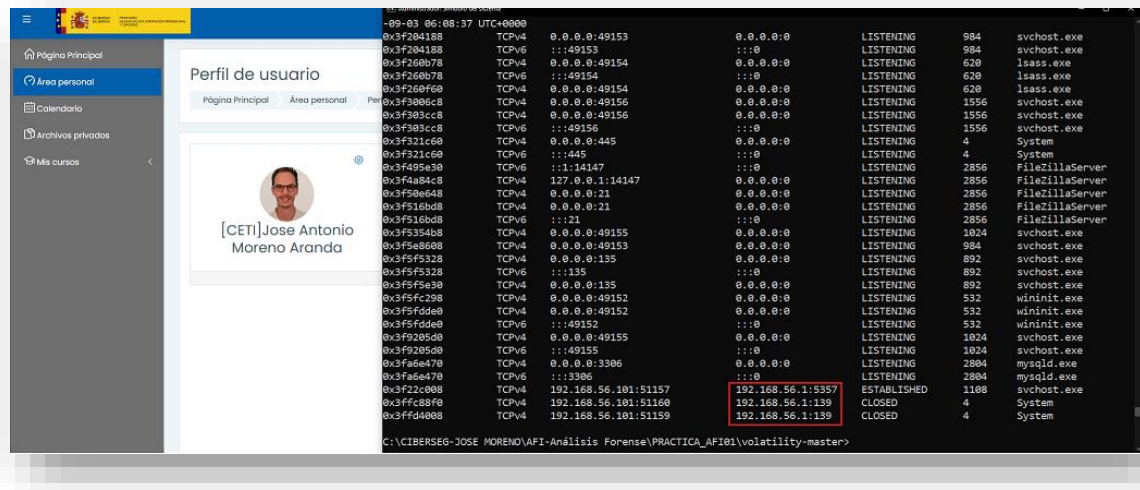 Administrador: Símbolo del sistema
GOBIERNO
DE ESPAÑA
MINISTERIO
DE EDUCACIÓN, FORMACIÓN PROFESIONAL
Y DEPORTES
Página Principal
Área personal
Calendario
Archivos privados
Mis cursos
Perfil de usuario
Página Principal Área personal Per
[CETI]Jose Antonio
Moreno Aranda
-09-03 06:08:37 UTC+0000
0x3f204188 TCPv4 0.0.0.0:49153 0.0.0.0:0 LISTENING 984 svchost.exe
0x3f204188 TCPv6 :::49153 :::0 LISTENING 984 svchost.exe
0x3f260b78 TCPv4 0.0.0.0:49154 0.0.0.0:0 LISTENING 620 lsass.exe
0x3f260b78 TCPv6 :::49154 :::0 LISTENING 620 lsass.exe
0x3f260f60 TCPv4 0.0.0.0:49154 0.0.0.0:0 LISTENING 620 lsass.exe
0x3f3006c8 TCPv4 0.0.0.0:49156 0.0.0.0:0 LISTENING 1556 svchost.exe
0x3f303cc8 TCPv4 0.0.0.0:49156 0.0.0.0:0 LISTENING 1556 svchost.exe
0x3f303cc8 TCPv6 :::49156 :::0 LISTENING 1556 svchost.exe
0x3f321c60 TCPv4 0.0.0.0:445 0.0.0.0:0 LISTENING 4 System
0x3f321c60 TCPv6 :::445 :::0 LISTENING 4 System
0x3f495e30 TCPv6 ::1:14147 :::0 LISTENING 2856 FileZillaServer
0x3f4a84c8 TCPv4 127.0.0.1:14147 0.0.0.0:0 LISTENING 2856 FileZillaServer
0x3f50e648 TCPv4 0.0.0.0:21 0.0.0.0:0 LISTENING 2856 FileZillaServer
0x3f516bd8 TCPv4 0.0.0.0:21 0.0.0.0:0 LISTENING 2856 FileZillaServer
0x3f516bd8 TCPv6 :::21 :::0 LISTENING 2856 FileZillaServer
0x3f5354b8 TCPv4 0.0.0.0:49155 0.0.0.0:0 LISTENING 1024 svchost.exe
0x3f5e8608 TCPv4 0.0.0.0:49153 0.0.0.0:0 LISTENING 984 svchost.exe
0x3f5f5328 TCPv4 0.0.0.0:135 0.0.0.0:0 LISTENING 892 svchost.exe
0x3f5f5328 TCPv6 :::135 :::0 LISTENING 892 svchost.exe
0x3f5f5e30 TCPv4 0.0.0.0:135 0.0.0.0:0 LISTENING 892 svchost.exe
0x3f5fc298 TCPv4 0.0.0.0:49152 0.0.0.0:0 LISTENING 532 wininit.exe
0x3f5fdde0 TCPv4 0.0.0.0:49152 0.0.0.0:0 LISTENING 532 wininit.exe
0x3f5fdde0 TCPv6 :::49152 :::0 LISTENING 532 wininit.exe
0x3f9205d0 TCPv4 0.0.0.0:49155 0.0.0.0:0 LISTENING 1024 svchost.exe
0x3f9205d0 TCPv6 :::49155 :::0 LISTENING 1024 svchost.exe
0x3fa6e470 TCPv4 0.0.0.0:3306 0.0.0.0:0 LISTENING 2804 mysqld.exe
0x3fa6e470 TCPv6 :::3306 :::0 LISTENING 2804 mysqld.exe
0x3f22c008 TCPv4 192.168.56.101:51157 192.168.56.1:5357 ESTABLISHED 1108 svchost.exe
0x3ffc88f0 TCPv4 192.168.56.101:51160 192.168.56.1:139 CLOSED 4 System
0x3ffd4008 TCPv4 192.168.56.101:51159 192.168.56.1:139 CLOSED 4 System
C:\CIBERSEG-JOSE MORENO\AFI-Análisis Forense\PRACTICA_AFI01\volatility-master>